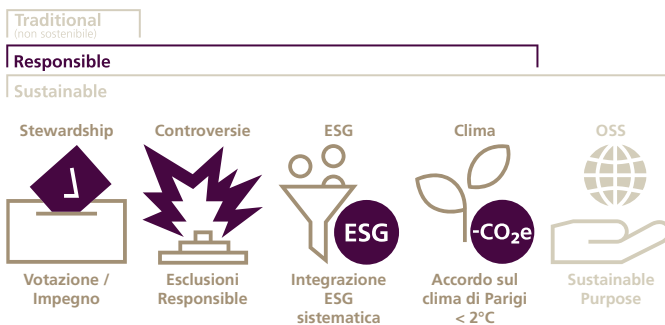 Traditional
(non sostenibile)
Responsible
Sustainable
Stewardship
Controversie
ESG
Clima
OSS
ESG
-CO₂e
Votazione /
Impegno
Esclusioni
Responsible
Integrazione
ESG
sistematica
Accordo sul
clima di Parigi
< 2°C
Sustainable
Purpose